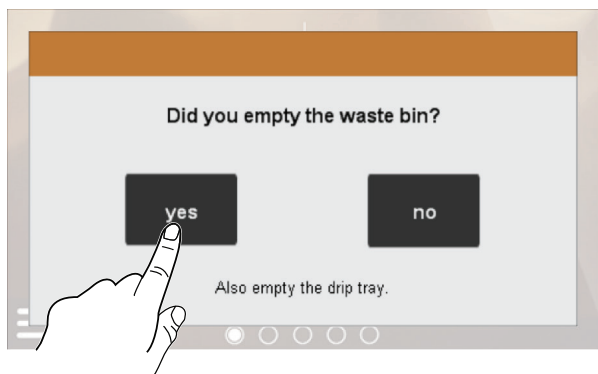 Did you empty the waste bin?
yes
no
Also empty the drip tray.